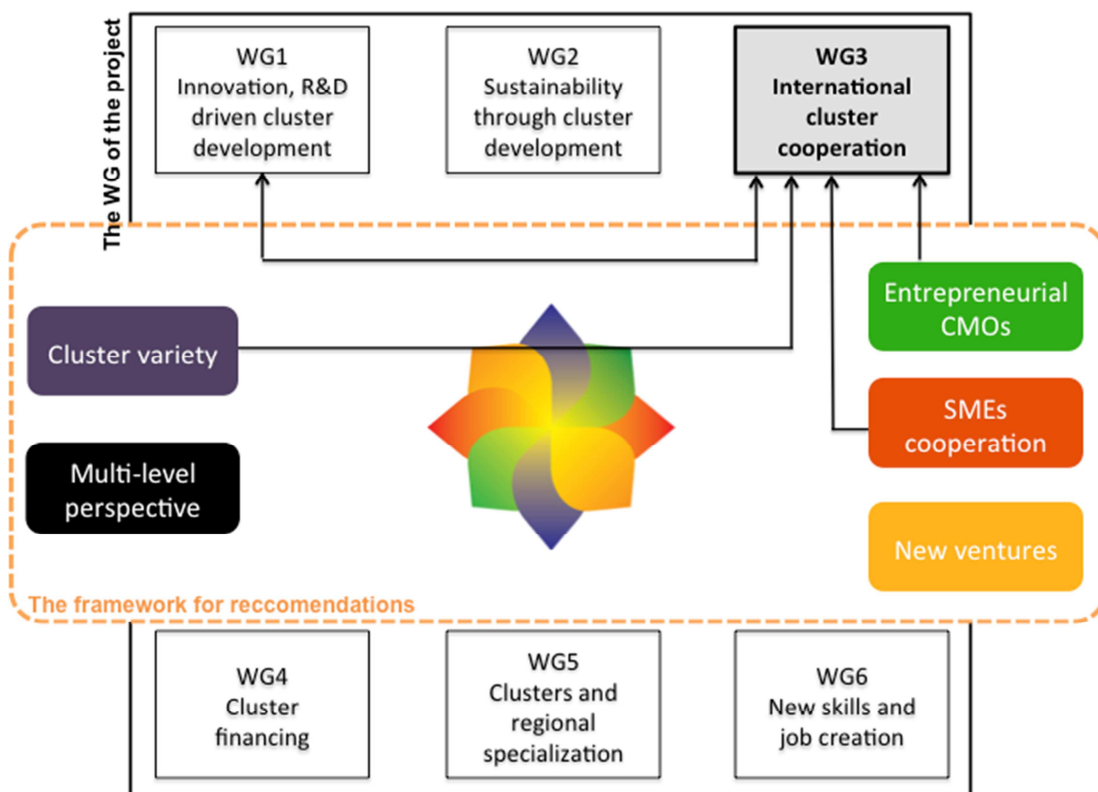 The WG of the project
WG1
Innovation, R&D
driven cluster
development
WG2
Sustainability
through cluster
development
WG3
International
cluster
cooperation
Cluster variety
Multi-level
perspective
Entrepreneurial
CMOs
SMEs
cooperation
New ventures
The framework for reccomendations
WG4
Cluster
financing
WG5
Clusters and
regional
specialization
WG6
New skills and
job creation